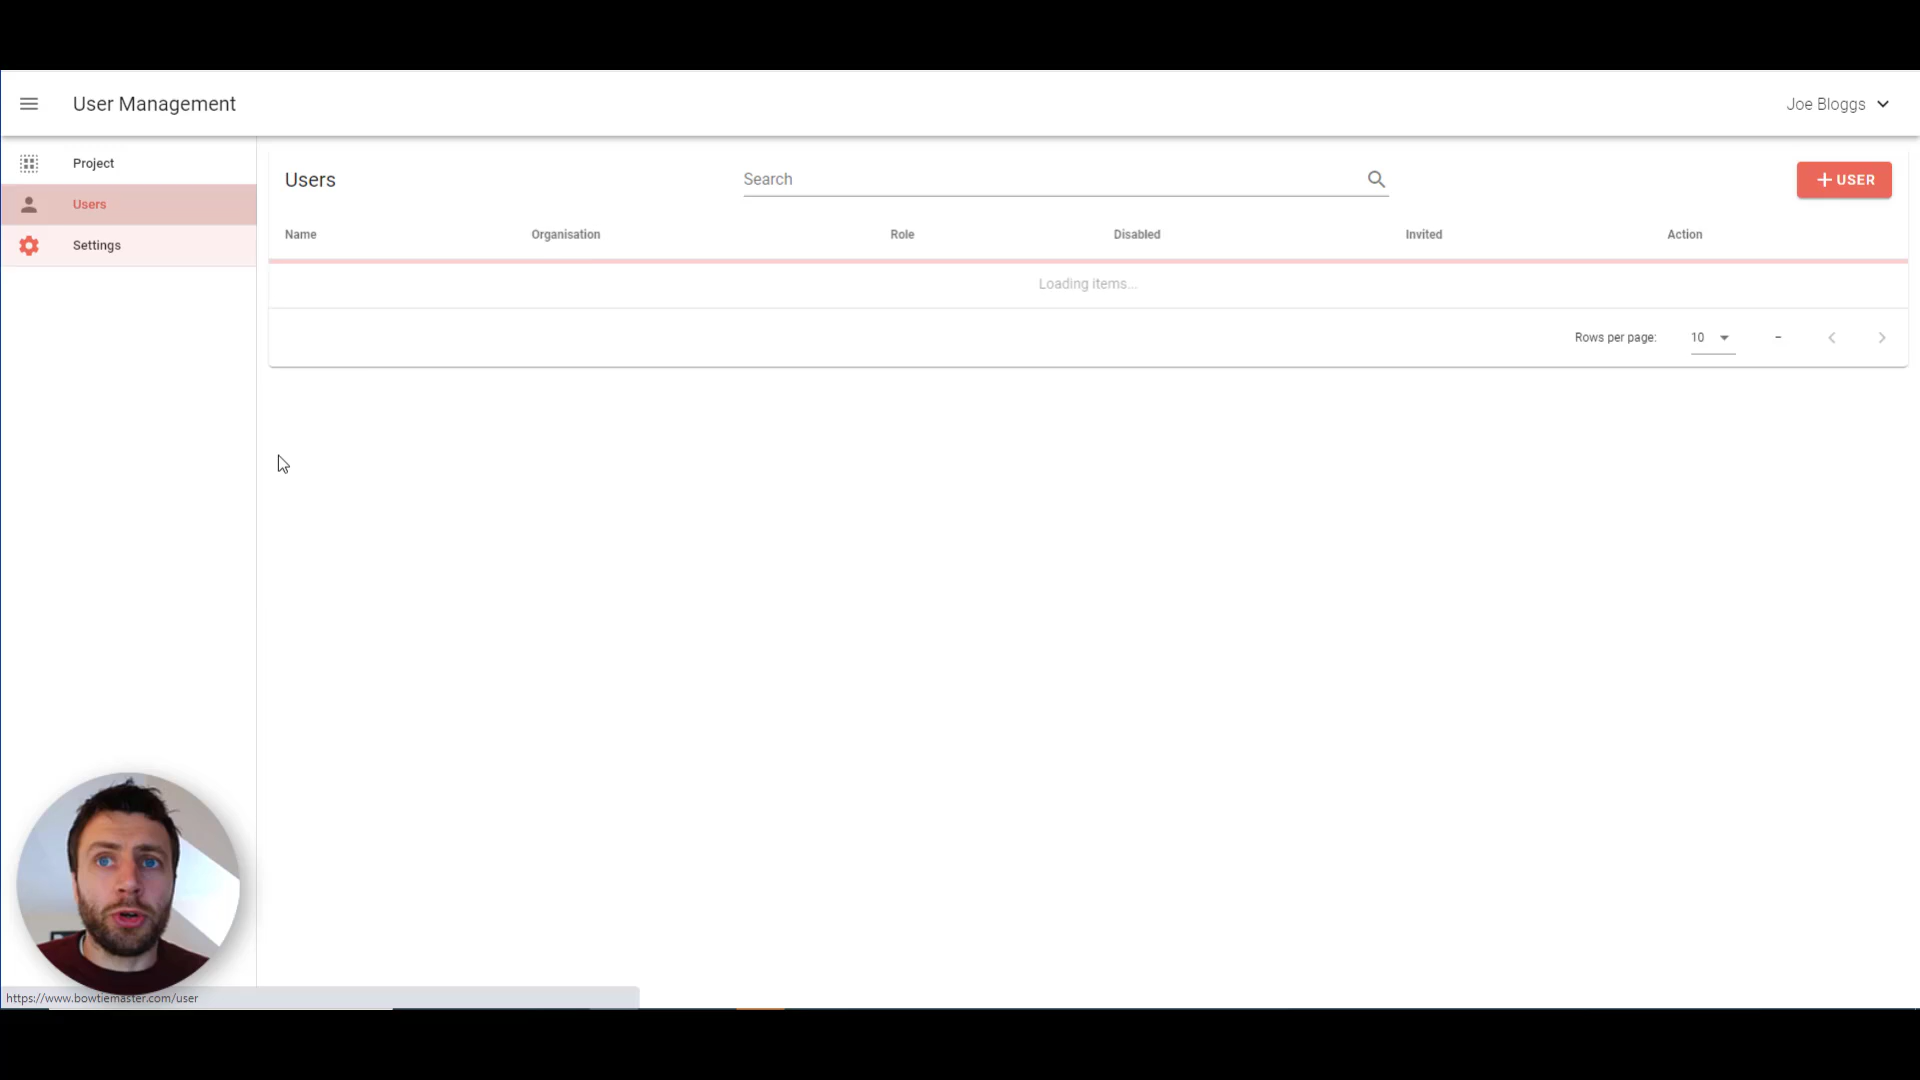 User Management
Joe Bloggs
Project
Users
Settings
Users
Search
+ USER
Name Organisation Role Disabled Invited Action
Loading items...
Rows per page: 10 –
https://www.bowtiemaster.com/user